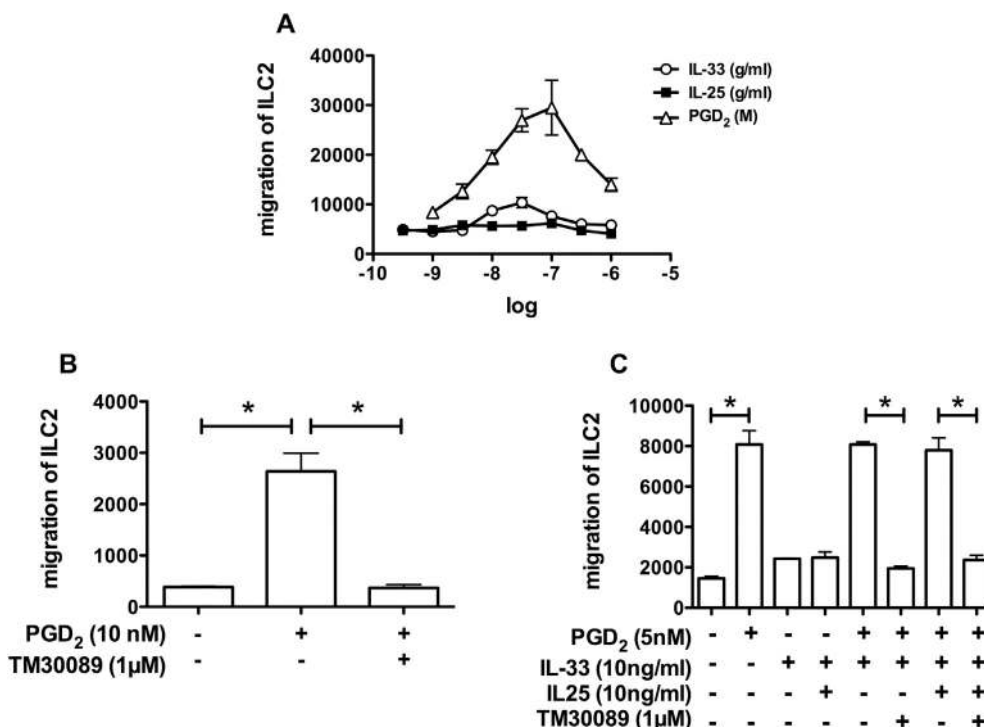 A
migration of ILC2
40000
30000
20000
10000
0
-10 -9 -8 -7 -6 -5
log
IL-33 (g/ml)
IL-25 (g/ml)
PGD₂ (M)
B
migration of ILC2
4000
3000
2000
1000
0
* *
PGD₂ (10 nM) - + +
TM30089 (1μM) - - +
C
migration of ILC2
10000
8000
6000
4000
2000
0
* * *
PGD₂ (5nM) - + - - + + + +
IL-33 (10ng/ml) - - + + + + + +
IL25 (10ng/ml) - - - + - - + +
TM30089 (1μM) - - - - - + - +